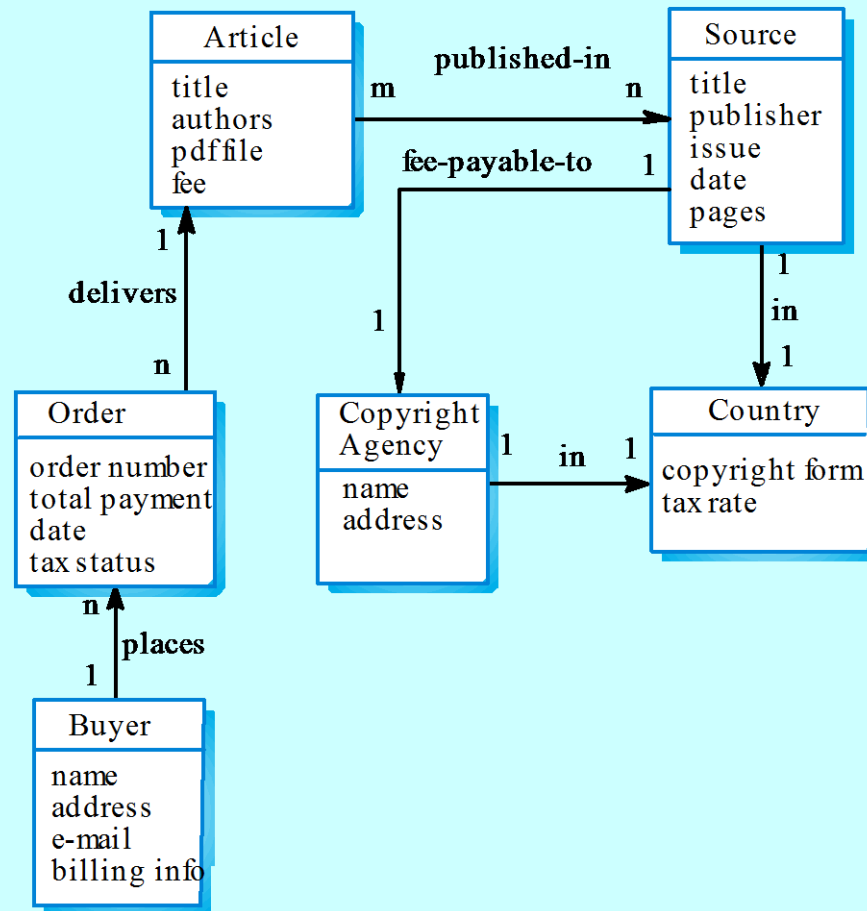 Article
title
authors
pdf file
fee
published-in
m
n
Source
title
publisher
issue
date
pages
fee-payable-to
1
1
1
in
1
1
delivers
n
Order
order number
total payment
date
tax status
Copyright
Agency
name
address
1
in
1
Country
copyright form
tax rate
n
places
1
Buyer
name
address
e-mail
billing info